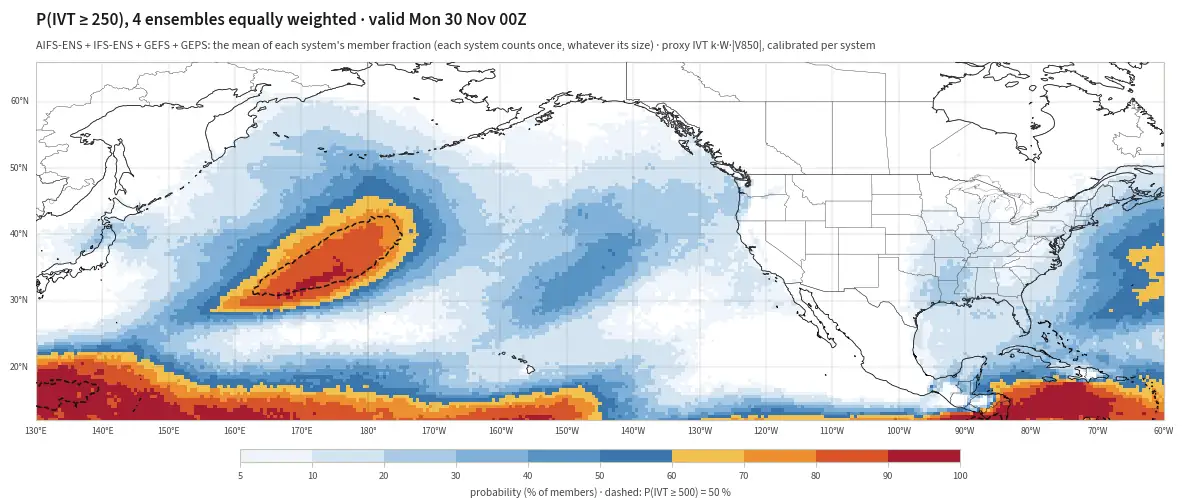 P(IVT ≥ 250), 4 ensembles equally weighted · valid Mon 30 Nov 00Z
AIFS-ENS + IFS-ENS + GEFS + GEPS: the mean of each system's member fraction (each system counts once, whatever its size) · proxy IVT k·W·|V850|, calibrated per system
60°N
50°N
40°N
30°N
20°N
130°E 140°E 150°E 160°E 170°E 180° 170°W 160°W 150°W 140°W 130°W 120°W 110°W 100°W 90°W 80°W 70°W 60°W
5 10 20 30 40 50 60 70 80 90 100
probability (% of members) · dashed: P(IVT ≥ 500) = 50 %